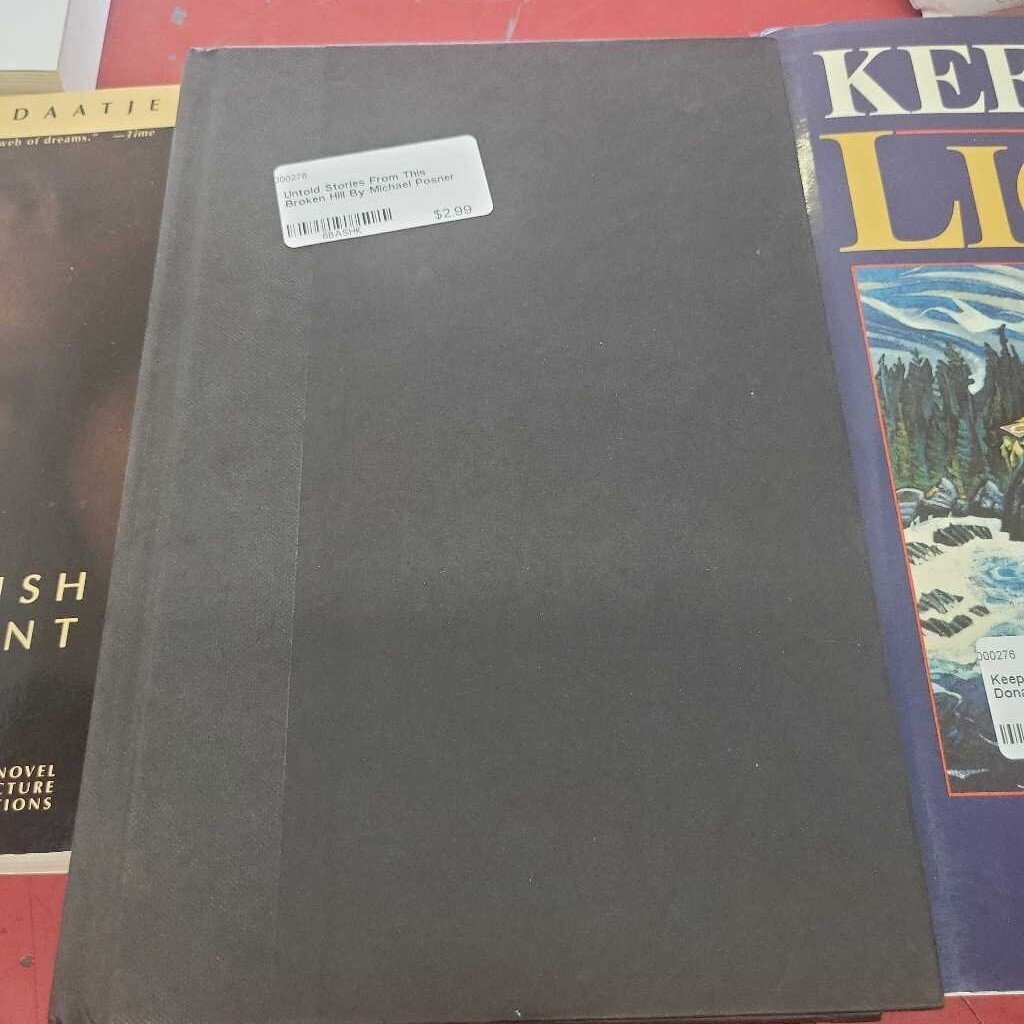 DAATJE
web of dreams." —Time
ISH
NT
NOVEL
CTURE
TIONS
000276
Untold Stories From This
Broken Hill By Michael Posner
$2.99
68ASHK
KEE
LIG
000276
Keep
Dona